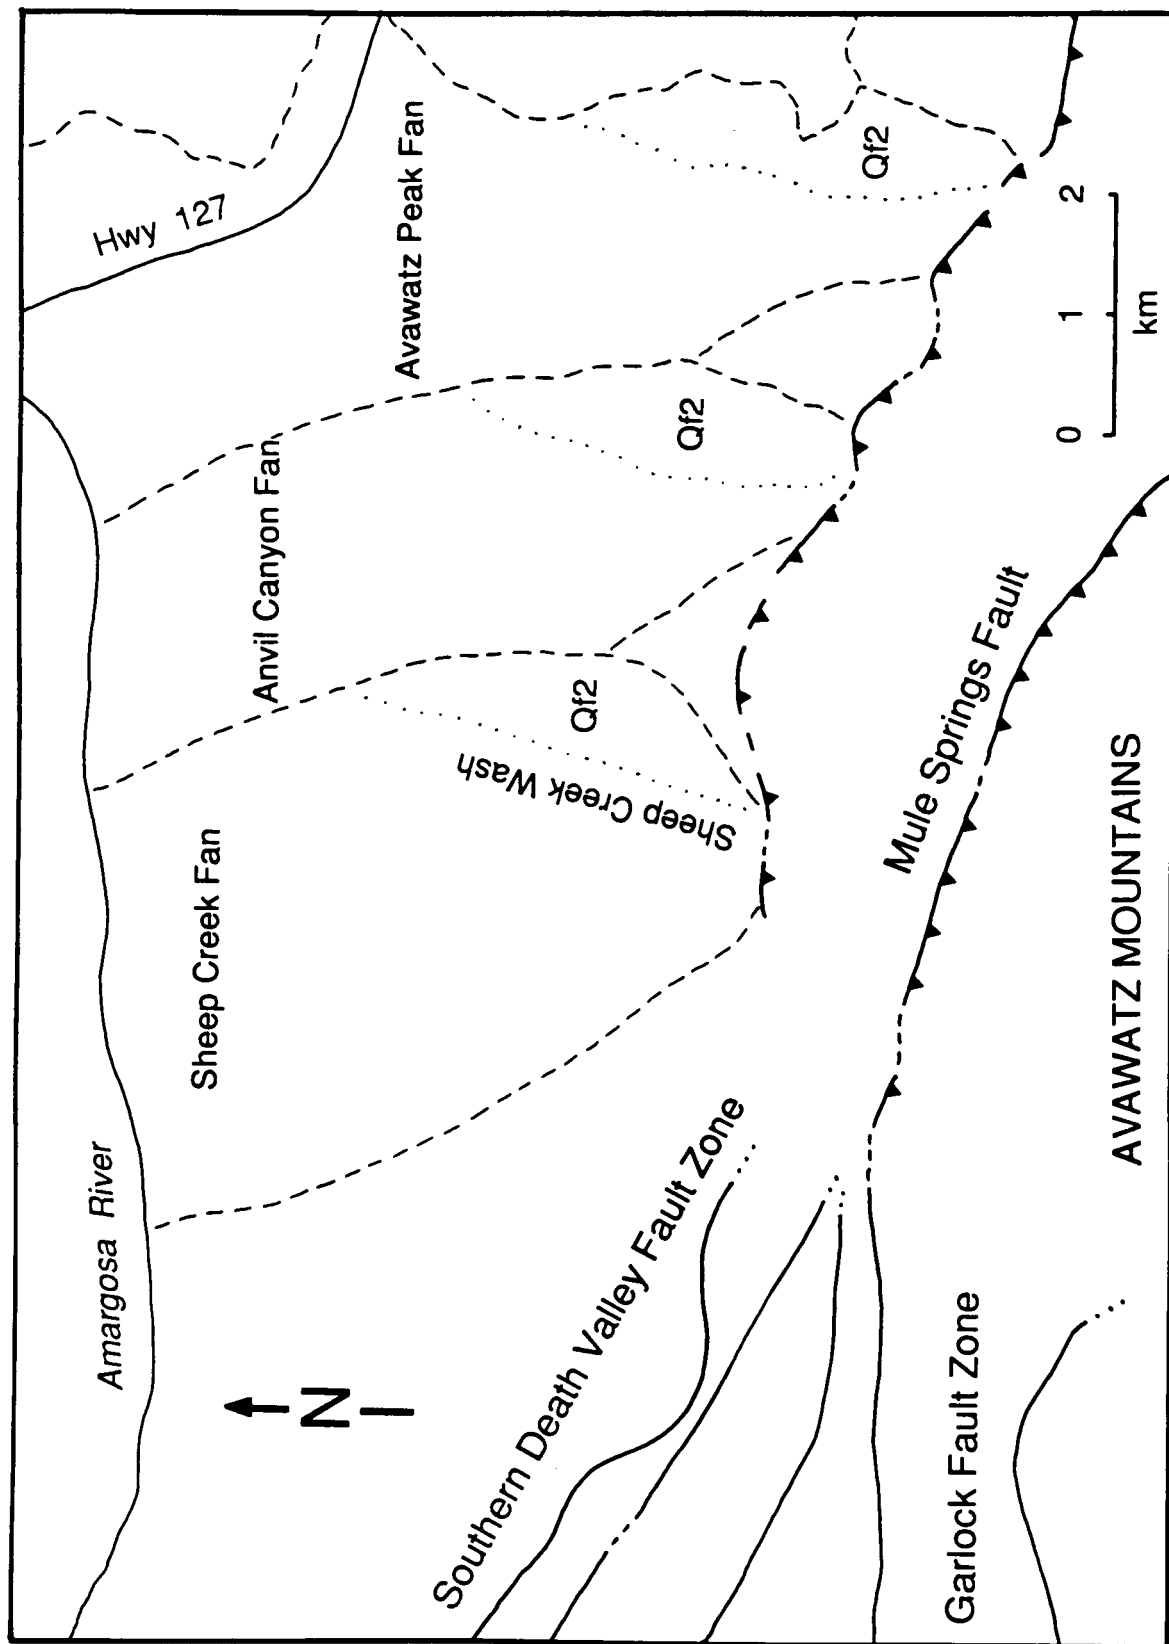 Amargosa River
Hwy 127
Sheep Creek Fan
Anvil Canyon Fan
Avawatz Peak Fan
N
Sheep Creek Wash
Qf2
Qf2
Qf2
Southern Death Valley Fault Zone
Mule Springs Fault
Garlock Fault Zone
AVAWATZ MOUNTAINS
0 1 2
km